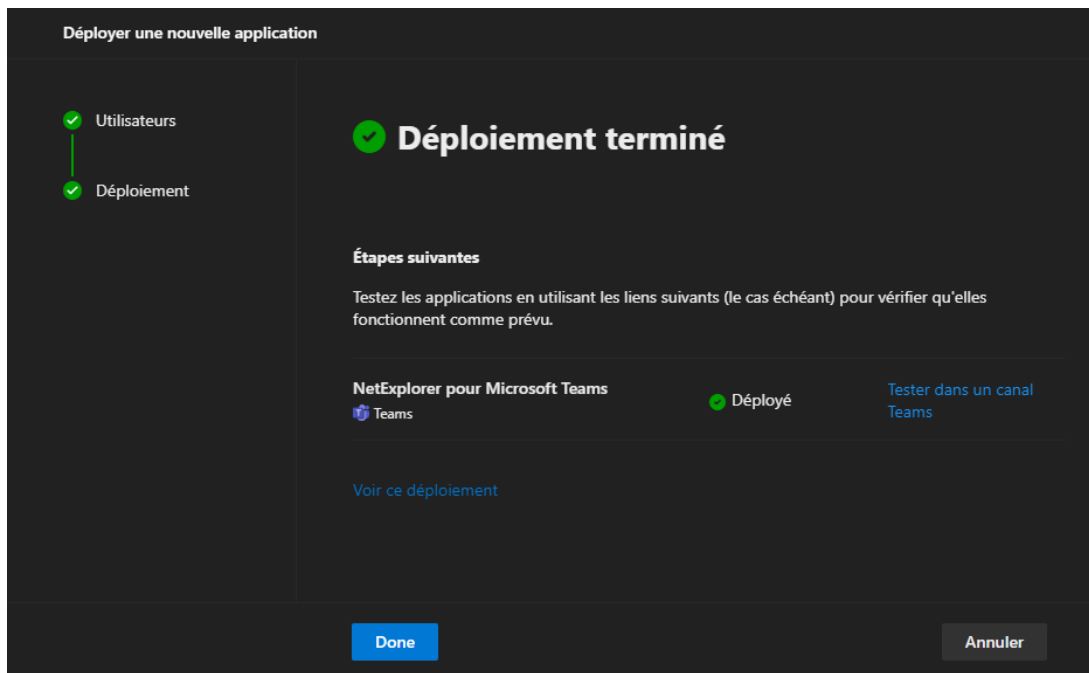 Déployer une nouvelle application
Utilisateurs
Déploiement
Déploiement terminé
Étapes suivantes
Testez les applications en utilisant les liens suivants (le cas échéant) pour vérifier qu'elles
fonctionnent comme prévu.
NetExplorer pour Microsoft Teams
Teams
Déployé
Tester dans un canal
Teams
Voir ce déploiement
Done
Annuler